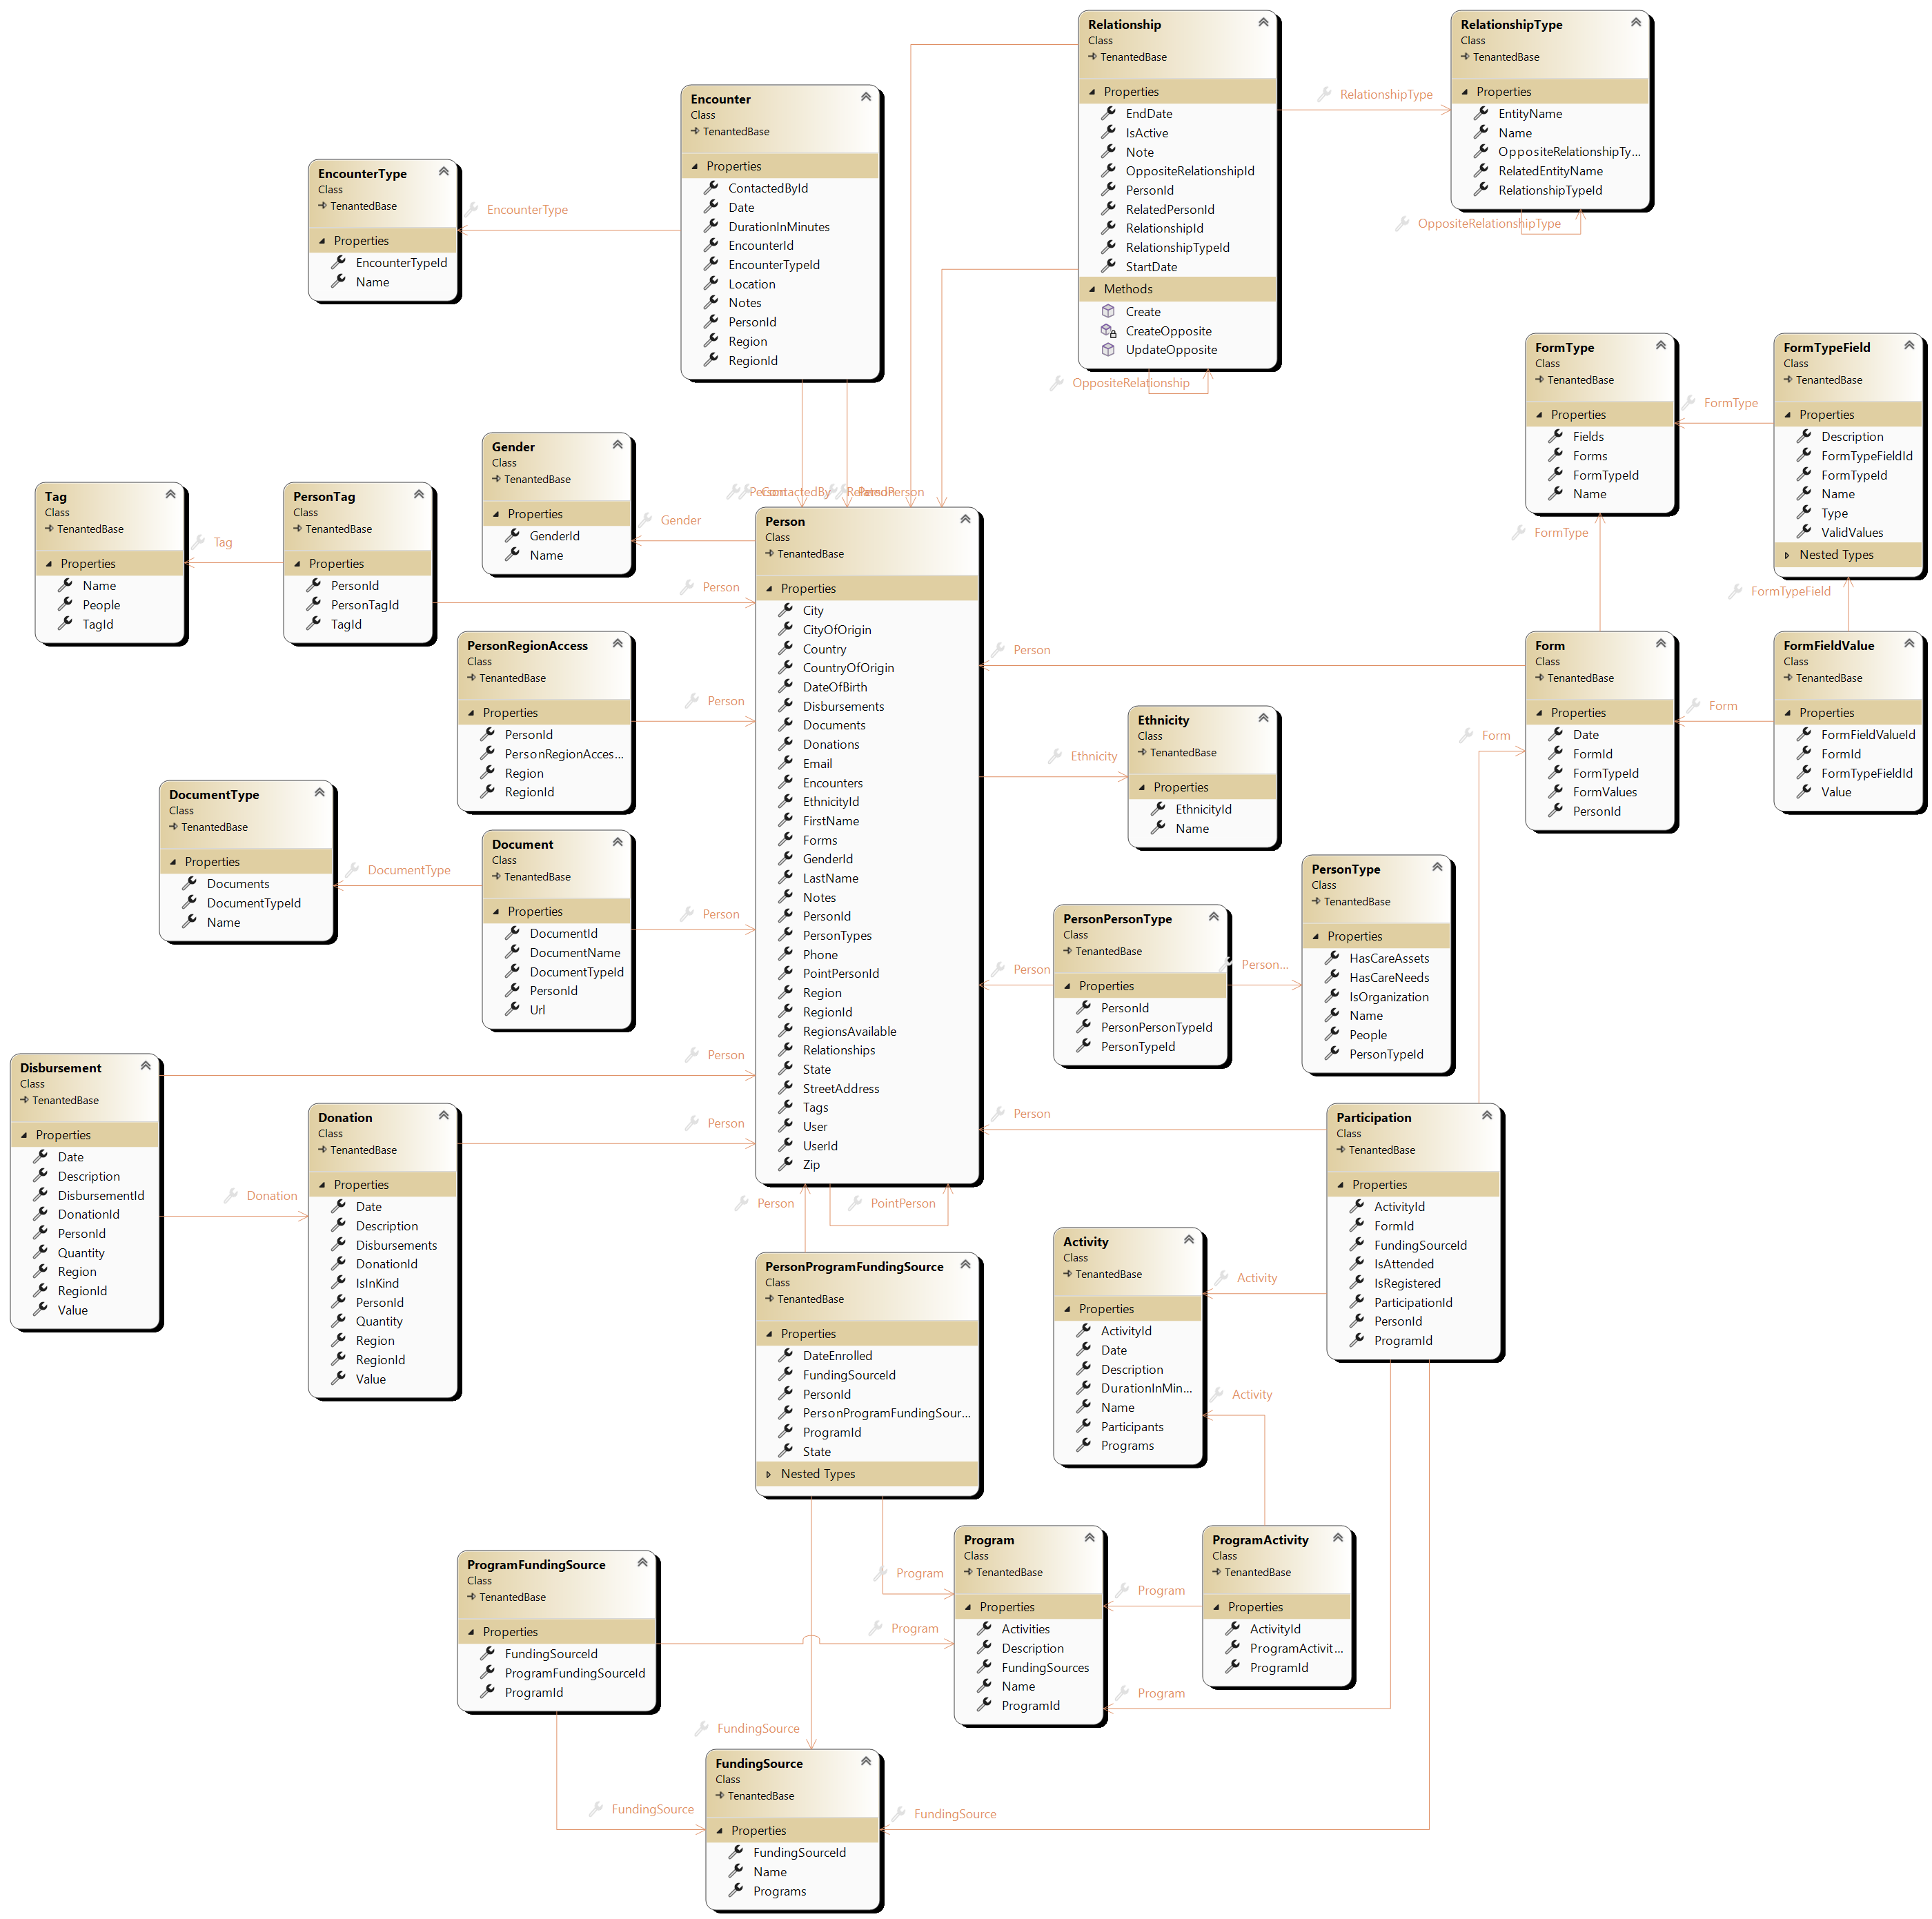 Relationship
Class
TenantedBase
Properties
EndDate
IsActive
Note
OppositeRelationshipId
PersonId
RelatedPersonId
RelationshipId
RelationshipTypeId
StartDate
Methods
Create
CreateOpposite
UpdateOpposite
OppositeRelationship
RelationshipType
RelationshipType
Class
TenantedBase
Properties
EntityName
Name
OppositeRelationshipTy...
RelatedEntityName
RelationshipTypeId
OppositeRelationshipType
Encounter
Class
TenantedBase
Properties
ContactedById
Date
DurationInMinutes
EncounterId
EncounterTypeId
Location
Notes
PersonId
Region
RegionId
EncounterType
EncounterType
Class
TenantedBase
Properties
EncounterTypeId
Name
FormType
Class
TenantedBase
Properties
Fields
Forms
FormTypeId
Name
FormType
FormTypeField
Class
TenantedBase
Properties
Description
FormTypeFieldId
FormTypeId
Name
Type
ValidValues
Nested Types
FormType
FormTypeField
Gender
Class
TenantedBase
Properties
GenderId
Name
Gender
Tag
Class
TenantedBase
Properties
Name
People
TagId
Tag
PersonTag
Class
TenantedBase
Properties
PersonId
PersonTagId
TagId
Person
Person
Class
TenantedBase
Properties
City
CityOfOrigin
Country
CountryOfOrigin
DateOfBirth
Disbursements
Documents
Donations
Email
Encounters
EthnicityId
FirstName
Forms
GenderId
LastName
Notes
PersonId
PersonTypes
Phone
PointPersonId
Region
RegionId
RegionsAvailable
Relationships
State
StreetAddress
Tags
User
UserId
Zip
PersonRegionAccess
Class
TenantedBase
Properties
PersonId
PersonRegionAcces...
Region
RegionId
Person
Person
Form
Class
TenantedBase
Properties
Date
FormId
FormTypeId
FormValues
PersonId
Form
FormFieldValue
Class
TenantedBase
Properties
FormFieldValueId
FormId
FormTypeFieldId
Value
Form
Ethnicity
Ethnicity
Class
TenantedBase
Properties
EthnicityId
Name
DocumentType
Class
TenantedBase
Properties
Documents
DocumentTypeId
Name
DocumentType
Document
Class
TenantedBase
Properties
DocumentId
DocumentName
DocumentTypeId
PersonId
Url
Person
PersonType
Class
TenantedBase
Properties
HasCareAssets
HasCareNeeds
IsOrganization
Name
People
PersonTypeId
Person
PersonPersonType
Class
TenantedBase
Properties
PersonId
PersonPersonTypeId
PersonTypeId
Person...
Disbursement
Class
TenantedBase
Properties
Date
Description
DisbursementId
DonationId
PersonId
Quantity
Region
RegionId
Value
Person
Donation
Donation
Class
TenantedBase
Properties
Date
Description
Disbursements
DonationId
IsInKind
PersonId
Quantity
Region
RegionId
Value
Person
Person
PointPerson
Person
Participation
Class
TenantedBase
Properties
ActivityId
FormId
FundingSourceId
IsAttended
IsRegistered
ParticipationId
PersonId
ProgramId
Activity
Class
TenantedBase
Properties
ActivityId
Date
Description
DurationInMin...
Name
Participants
Programs
Activity
Activity
PersonProgramFundingSource
Class
TenantedBase
Properties
DateEnrolled
FundingSourceId
PersonId
PersonProgramFundingSour...
ProgramId
State
Nested Types
Program
Class
TenantedBase
Properties
Activities
Description
FundingSources
Name
ProgramId
Program
Program
Program
Program
ProgramActivity
Class
TenantedBase
Properties
ActivityId
ProgramActivit...
ProgramId
ProgramFundingSource
Class
TenantedBase
Properties
FundingSourceId
ProgramFundingSourceId
ProgramId
FundingSource
FundingSource
FundingSource
FundingSource
Class
TenantedBase
Properties
FundingSourceId
Name
Programs